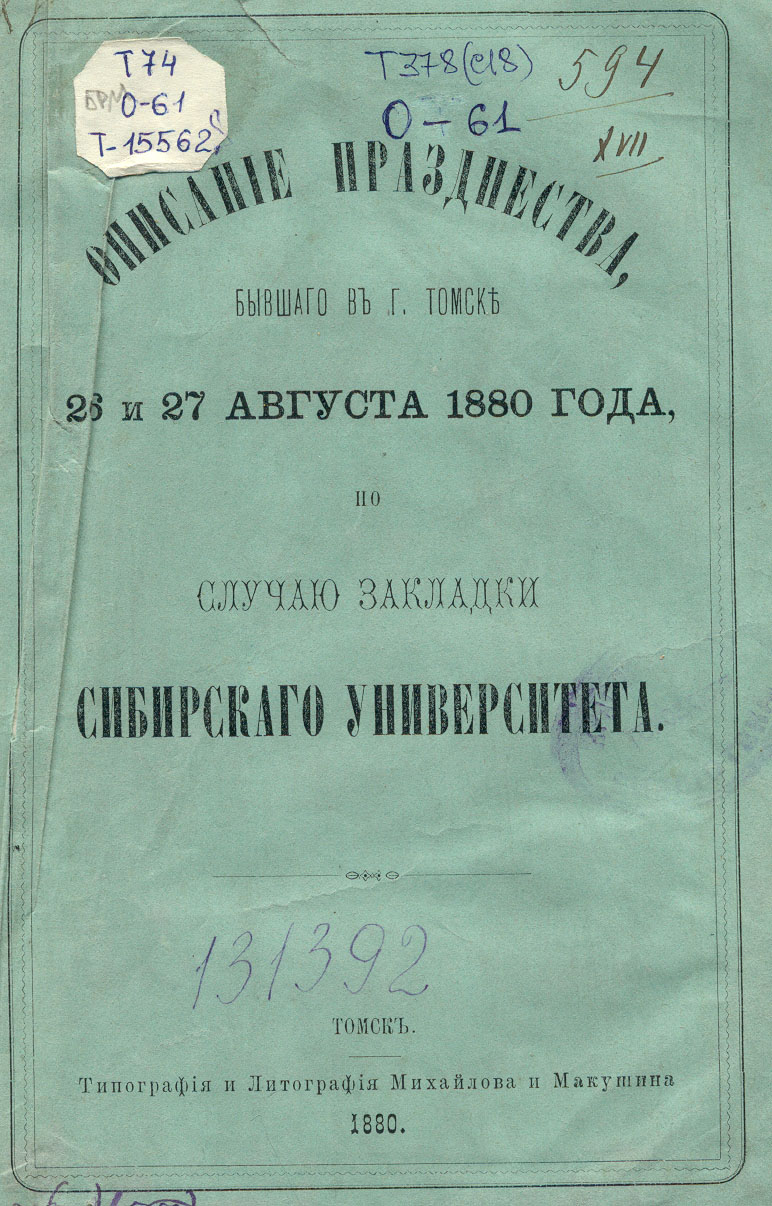 Т74
БРМ
О-61
Т-15562
Т378(с18)
594
О-61
XVII
ОПИСАНІЕ ПРАЗДНЕСТВА,
БЫВШАГО ВЪ Г. ТОМСКѢ
26 и 27 АВГУСТА 1880 ГОДА,
ПО
СЛУЧАЮ ЗАКЛАДКИ
СИБИРСКАГО УНИВЕРСИТЕТА.
131392
ТОМСКЪ.
Типографія и Литографія Михайлова и Макушина
1880.